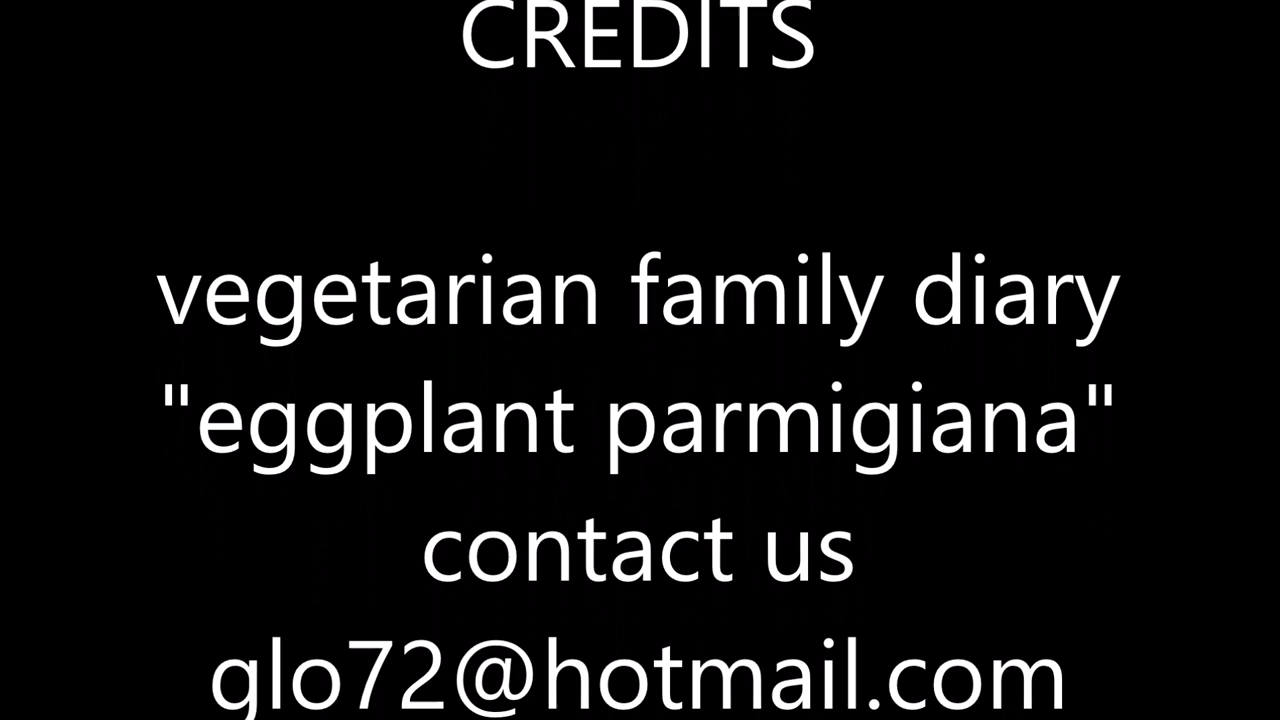 CREDITS
vegetarian family diary
"eggplant parmigiana"
contact us
glo72@hotmail.com